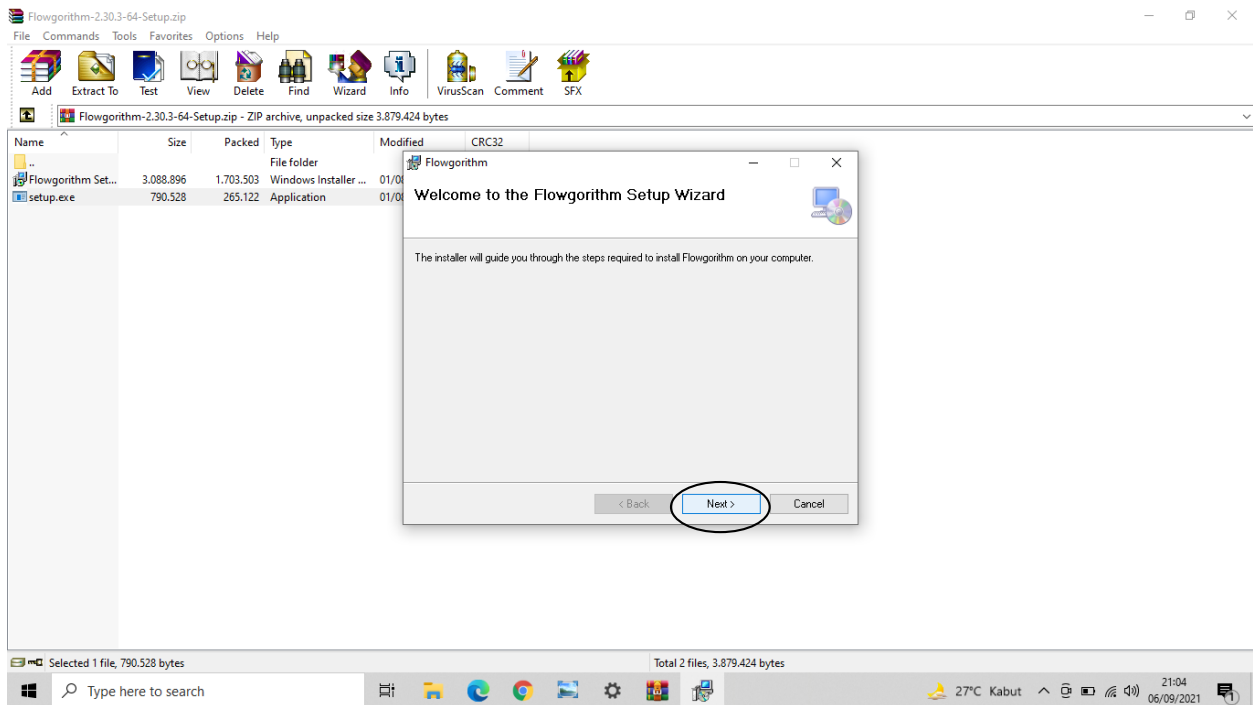 Flowgorithm-2.30.3-64-Setup.zip
File Commands Tools Favorites Options Help
Add Extract To Test View Delete Find Wizard Info VirusScan Comment SFX
Flowgorithm-2.30.3-64-Setup.zip - ZIP archive, unpacked size 3.879.424 bytes
Name Size Packed Type Modified CRC32
.. File folder
Flowgorithm Set... 3.088.896 1.703.503 Windows Installer ... 01/0
setup.exe 790.528 265.122 Application 01/0
Flowgorithm
Welcome to the Flowgorithm Setup Wizard
The installer will guide you through the steps required to install Flowgorithm on your computer.
< Back Next > Cancel
Selected 1 file, 790.528 bytes Total 2 files, 3.879.424 bytes
Type here to search 27°C Kabut 21:04
06/09/2021
1